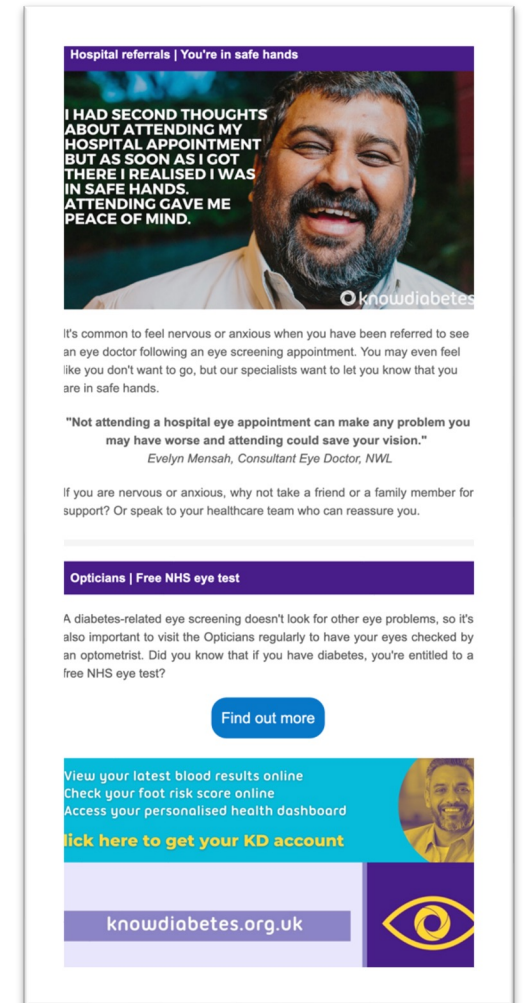 Hospital referrals | You're in safe hands
I HAD SECOND THOUGHTS
ABOUT ATTENDING MY
HOSPITAL APPOINTMENT
BUT AS SOON AS I GOT
THERE I REALISED I WAS
IN SAFE HANDS.
ATTENDING GAVE ME
PEACE OF MIND.
knowdiabetes
It's common to feel nervous or anxious when you have been referred to see
an eye doctor following an eye screening appointment. You may even feel
like you don't want to go, but our specialists want to let you know that you
are in safe hands.
"Not attending a hospital eye appointment can make any problem you
may have worse and attending could save your vision."
Evelyn Mensah, Consultant Eye Doctor, NWL
If you are nervous or anxious, why not take a friend or a family member for
support? Or speak to your healthcare team who can reassure you.
Opticians | Free NHS eye test
A diabetes-related eye screening doesn't look for other eye problems, so it's
also important to visit the Opticians regularly to have your eyes checked by
an optometrist. Did you know that if you have diabetes, you're entitled to a
free NHS eye test?
Find out more
View your latest blood results online
Check your foot risk score online
Access your personalised health dashboard
lick here to get your KD account
knowdiabetes.org.uk